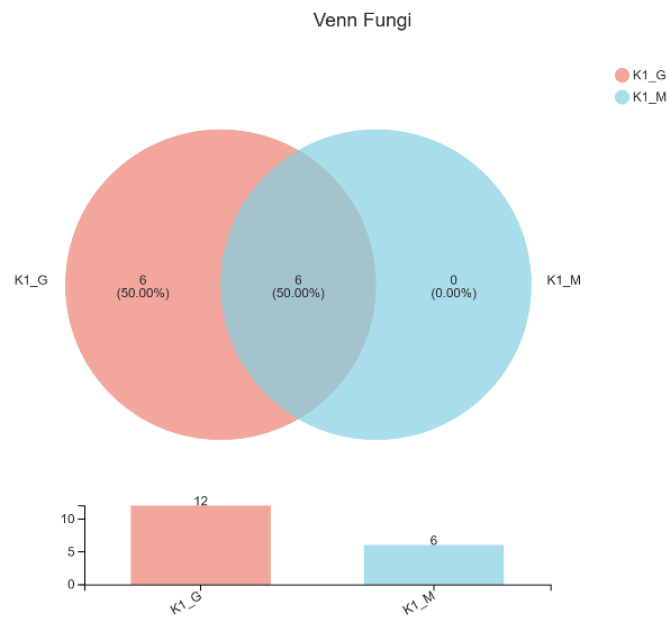 Venn Fungi
K1_G
K1_M
K1_G
6
(50.00%)
6
(50.00%)
0
(0.00%)
K1_M
12
10
6
5
0
K1_G
K1_M